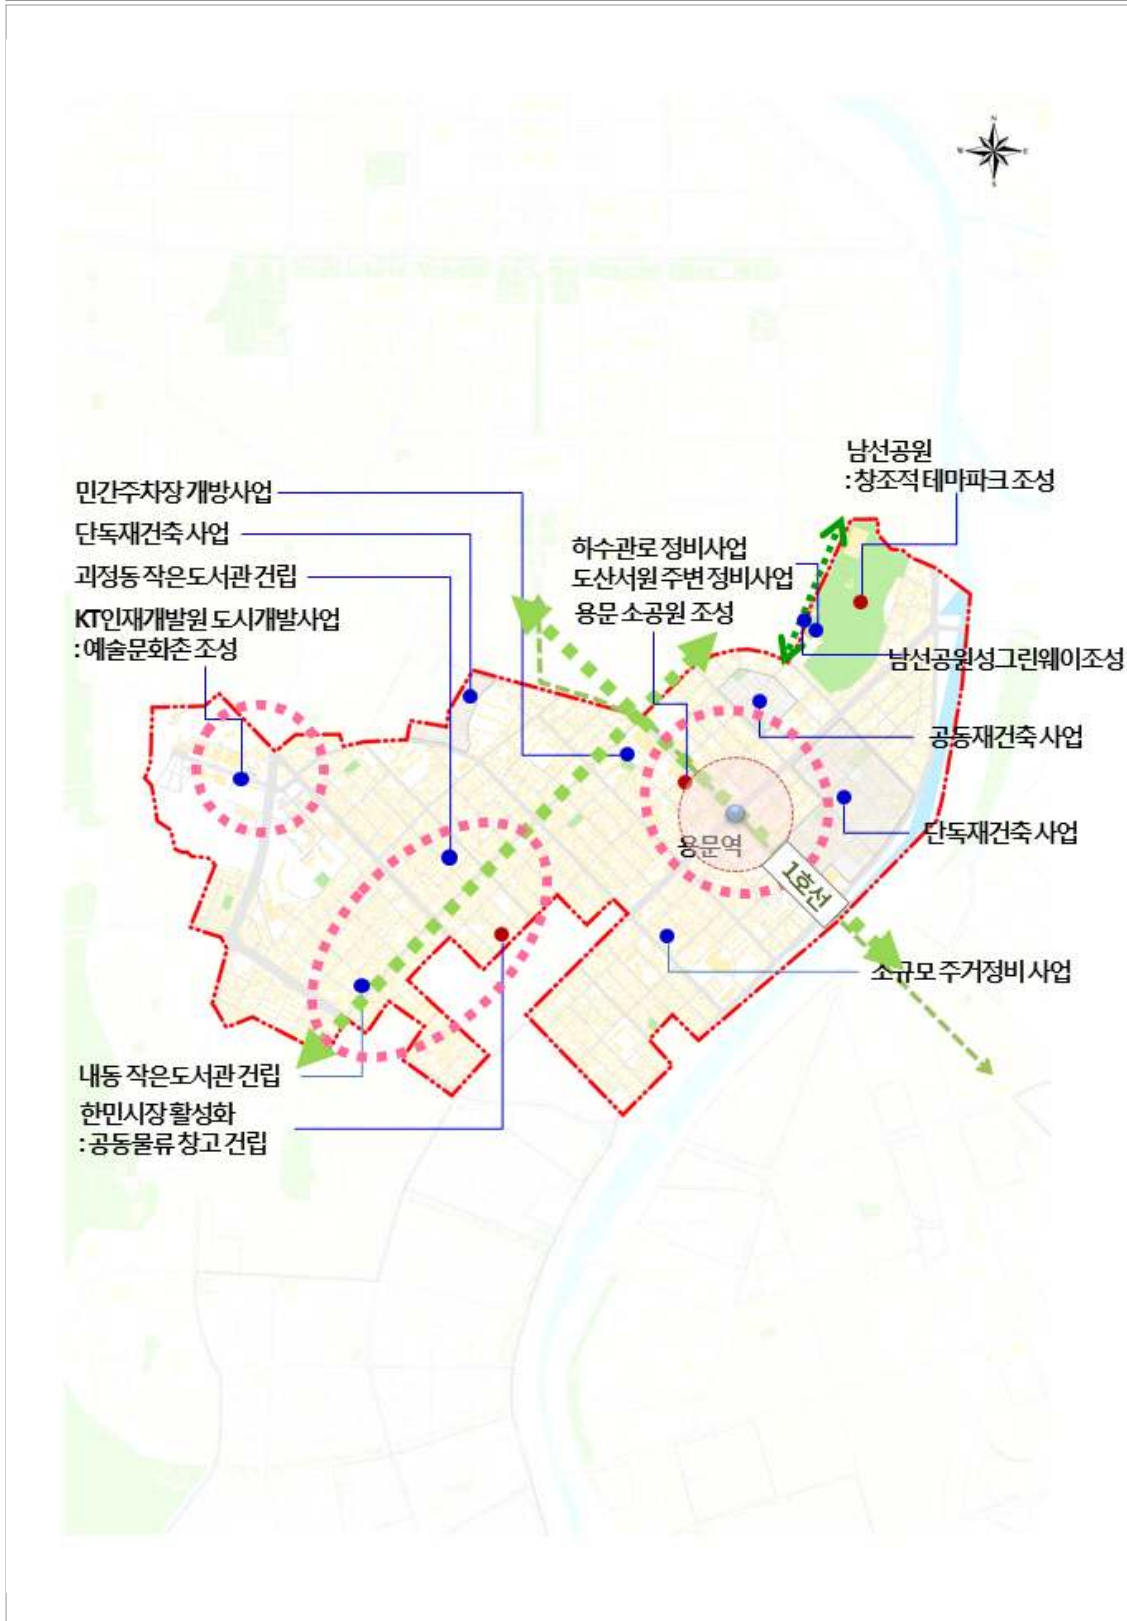 N
W
E
S
남선공원
: 창조적 테마파크 조성
민간주차장 개방사업
단독재건축 사업
괴정동 작은도서관 건립
KT인재개발원 도시개발사업
: 예술문화촌 조성
하수관로 정비사업
도산서원 주변 정비사업
용문 소공원 조성
남선공원성그린웨이조성
공동재건축 사업
단독재건축 사업
용문역
1호선
소규모 주거정비 사업
내동 작은도서관 건립
한민시장 활성화
: 공동물류 창고 건립